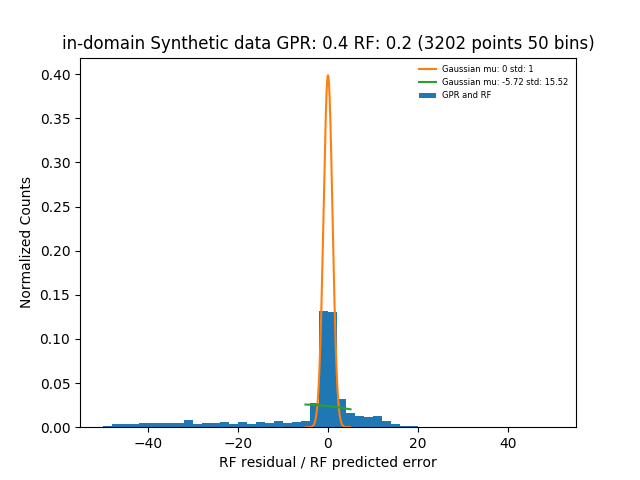 in-domain Synthetic data GPR: 0.4 RF: 0.2 (3202 points 50 bins)
Gaussian mu: 0 std: 1
Gaussian mu: -5.72 std: 15.52
GPR and RF
Normalized Counts
0.40
0.35
0.30
0.25
0.20
0.15
0.10
0.05
0.00
−40
−20
0
20
40
RF residual / RF predicted error